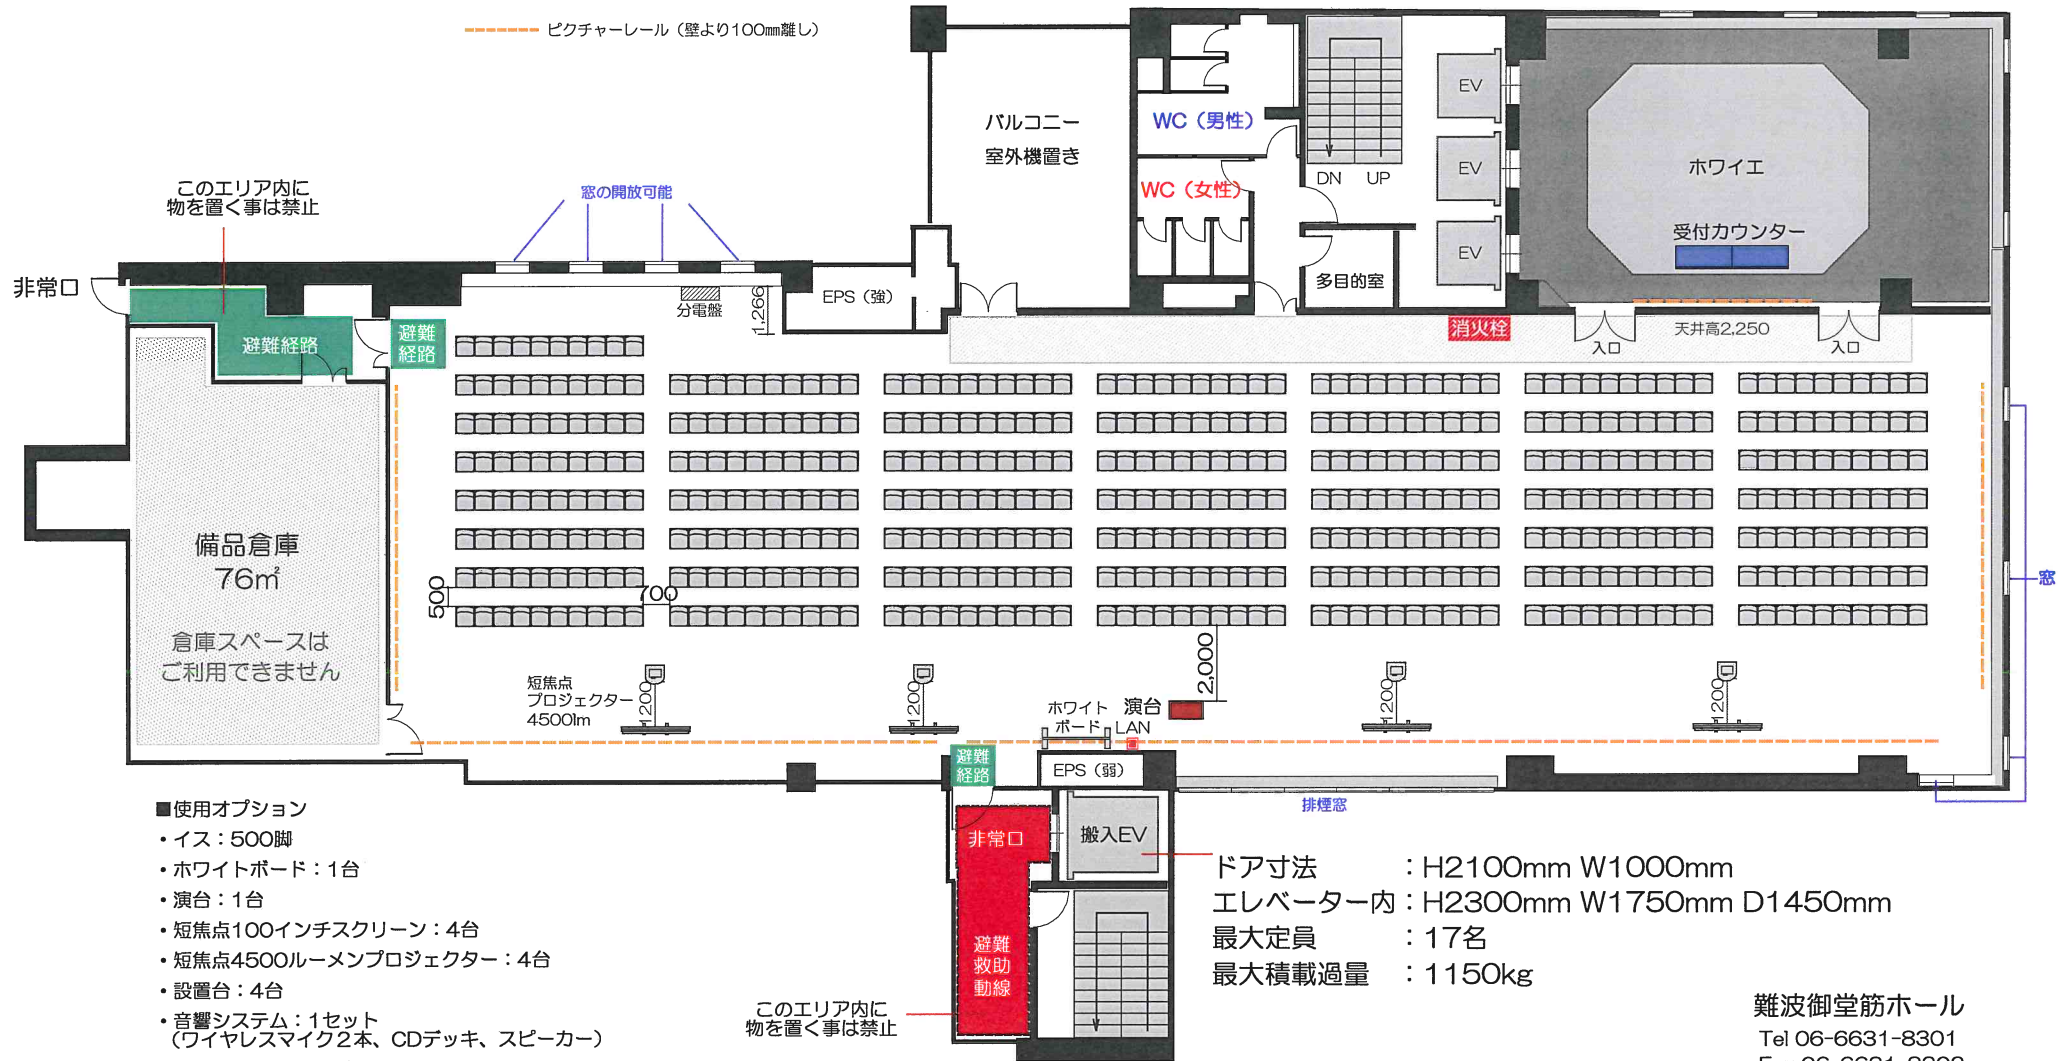 ピクチャーレール（壁より100mm離し）
バルコニー
室外機置き
WC（男性）
WC（女性）
DN UP
EV
EV
EV
ホワイエ
受付カウンター
多目的室
このエリア内に
物を置く事は禁止
窓の開放可能
非常口
避難経路
避難
経路
分電盤
1,266
EPS（強）
消火栓
入口
天井高2,250
入口
備品倉庫
76㎡
倉庫スペースは
ご利用できません
500
700
2,000
窓
短焦点
プロジェクター
4500lm
1200
1200
1200
1200
ホワイト
ボード
LAN
演台
避難
経路
EPS（弱）
排煙窓
非常口
搬入EV
避難
救助
動線
このエリア内に
物を置く事は禁止
■使用オプション
・イス：500脚
・ホワイトボード：1台
・演台：1台
・短焦点100インチスクリーン：4台
・短焦点4500ルーメンプロジェクター：4台
・設置台：4台
・音響システム：1セット
（ワイヤレスマイク2本、CDデッキ、スピーカー）
ドア寸法　　　：H2100mm W1000mm
エレベーター内：H2300mm W1750mm D1450mm
最大定員　　　：17名
最大積載過量　：1150kg
難波御堂筋ホール
Tel 06-6631-8301